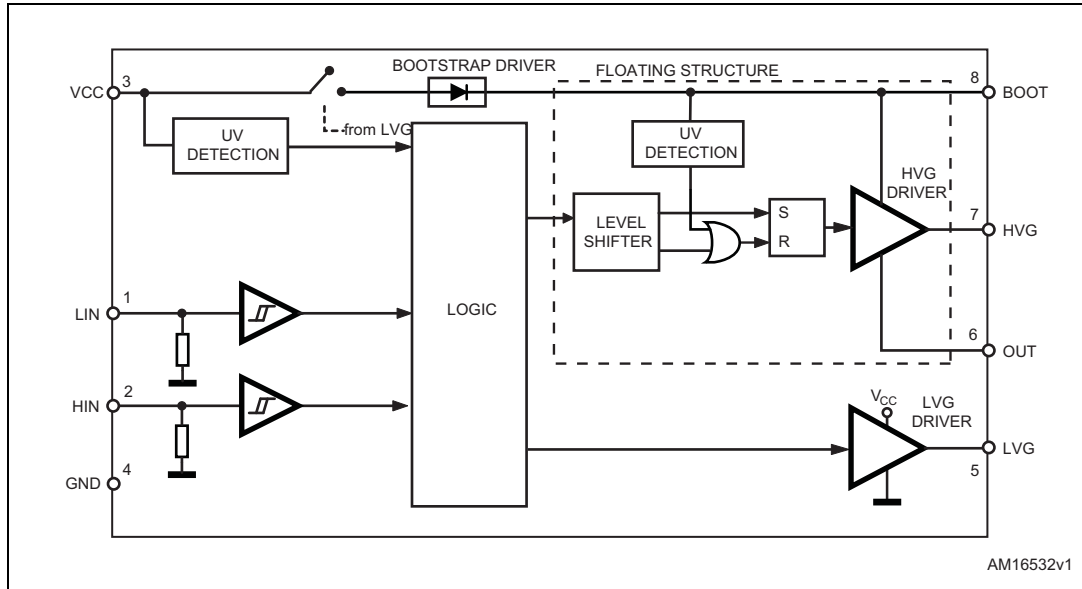 BOOTSTRAP DRIVER
FLOATING STRUCTURE
VCC
3
8
BOOT
from LVG
UV
DETECTION
UV
DETECTION
HVG
DRIVER
LEVEL
SHIFTER
S
R
7
HVG
LIN
1
LOGIC
6
OUT
HIN
2
VCC
LVG
DRIVER
LVG
5
GND
4
AM16532v1